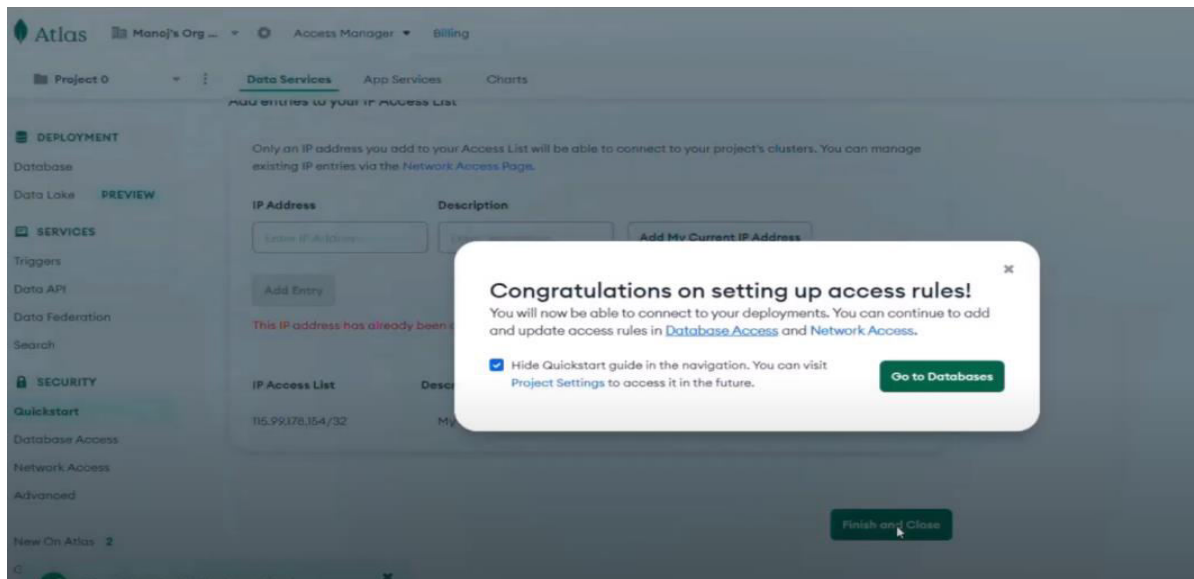 Atlas Manoj's Org ... Access Manager Billing
Project 0 Data Services App Services Charts
Add entries to your IP Access List
DEPLOYMENT
Database
Data Lake PREVIEW
SERVICES
Triggers
Data API
Data Federation
Search
SECURITY
Quickstart
Database Access
Network Access
Advanced
New On Atlas 2
Only an IP address you add to your Access List will be able to connect to your project's clusters. You can manage
existing IP entries via the Network Access Page.
IP Address Description
Enter IP Address Add My Current IP Address
Add Entry
This IP address has already been
IP Access List
115.99.178.154/32 My
Congratulations on setting up access rules!
You will now be able to connect to your deployments. You can continue to add
and update access rules in Database Access and Network Access.
Hide Quickstart guide in the navigation. You can visit
Project Settings to access it in the future.
Go to Databases
Finish and Close